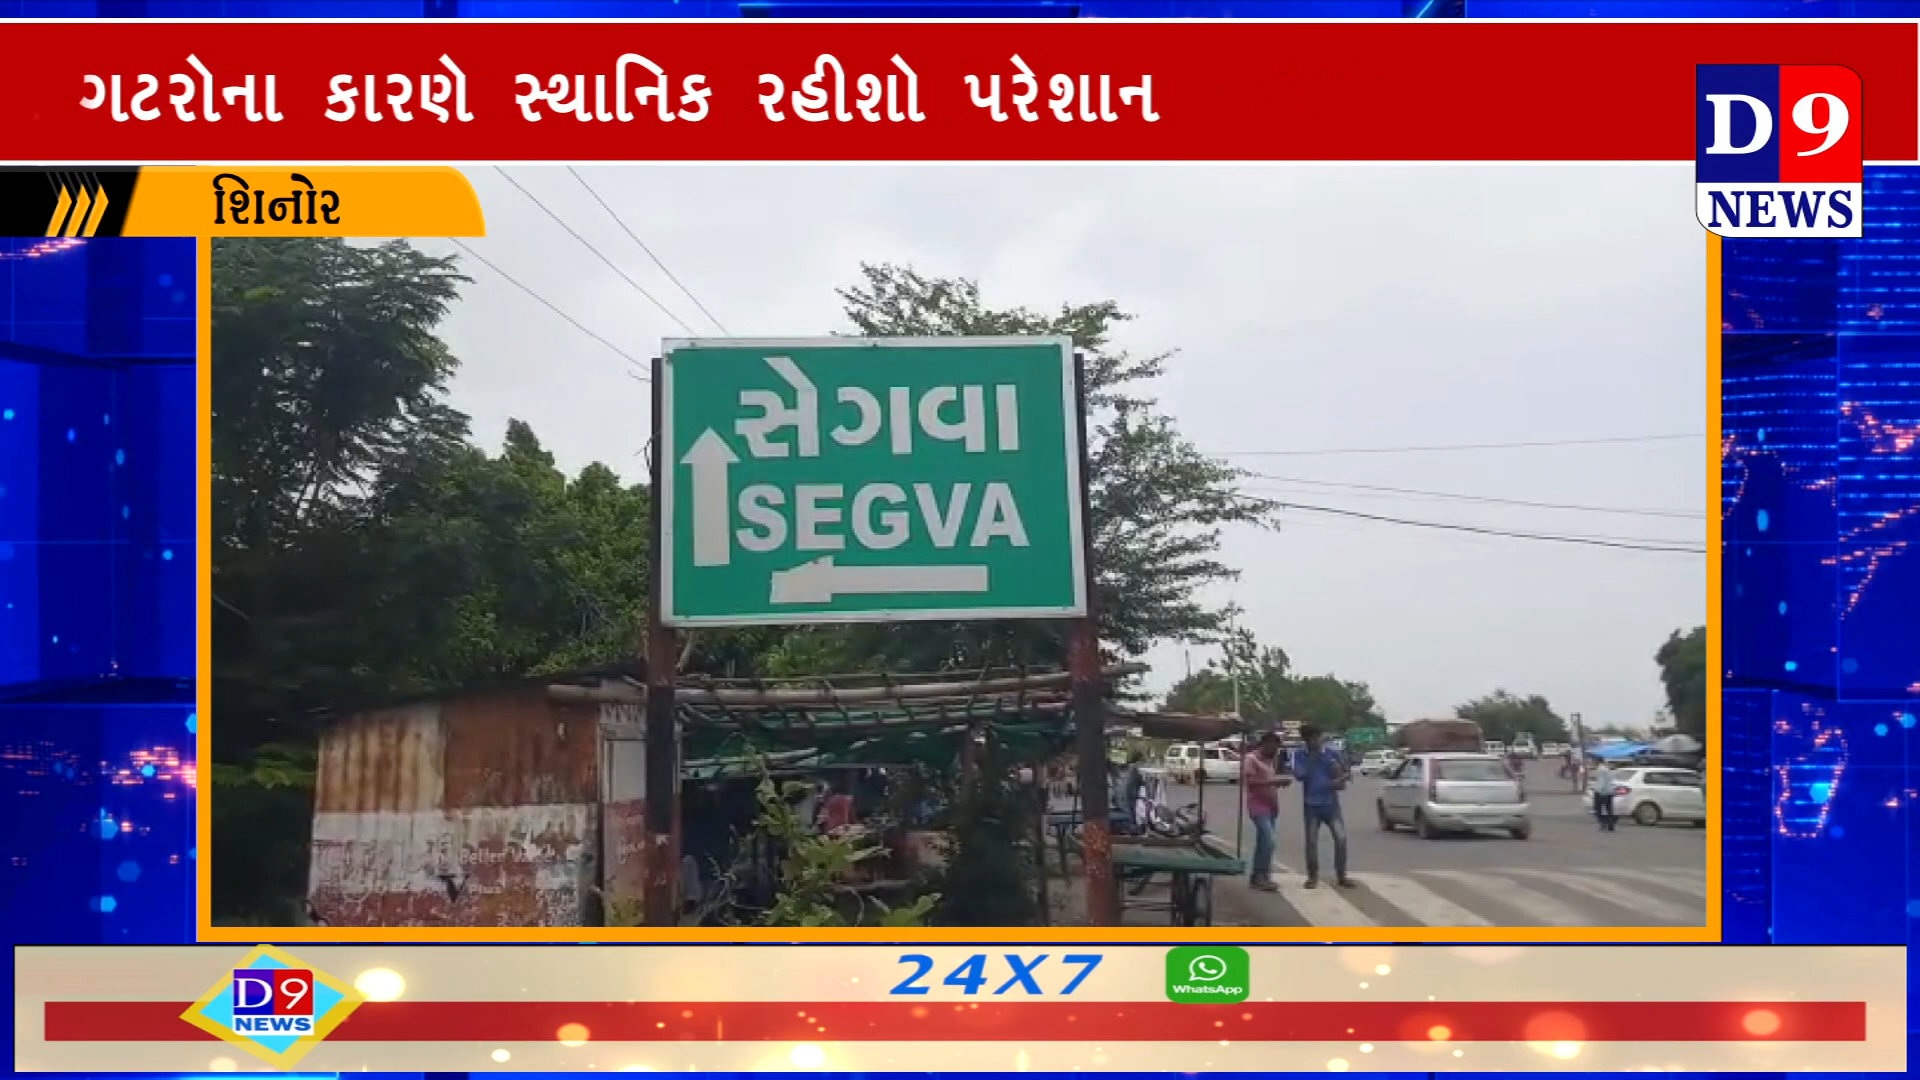 ગટરોના કારણે સ્થાનિક રહીશો પરેશાન
D9
NEWS
શિનોર
સેગવા
SEGVA
D9
NEWS
24X7
WhatsApp